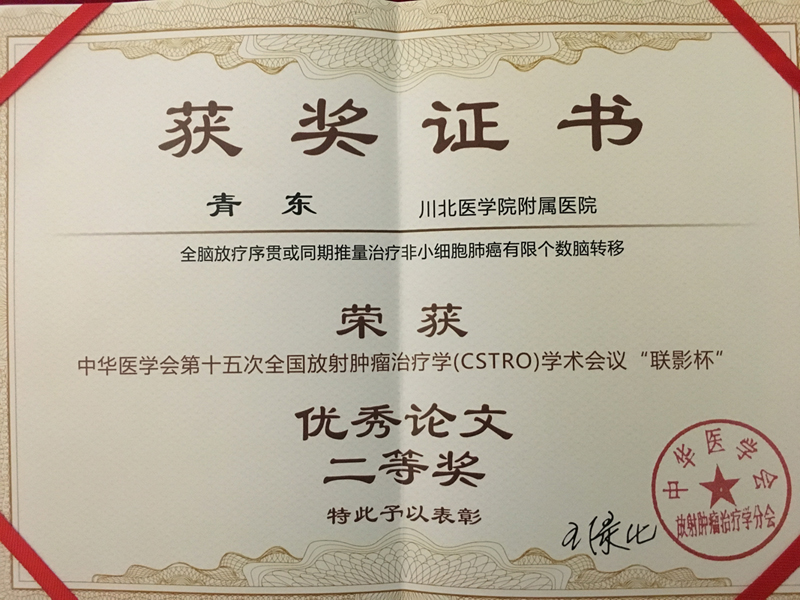 获奖证书
青东 川北医学院附属医院
全脑放疗序贯或同期推量治疗非小细胞肺癌有限个数脑转移
荣获
中华医学会第十五次全国放射肿瘤治疗学(CSTRO)学术会议“联影杯”
优秀论文
二等奖
特此予以表彰
王绿化
中华医学会
放射肿瘤治疗学分会